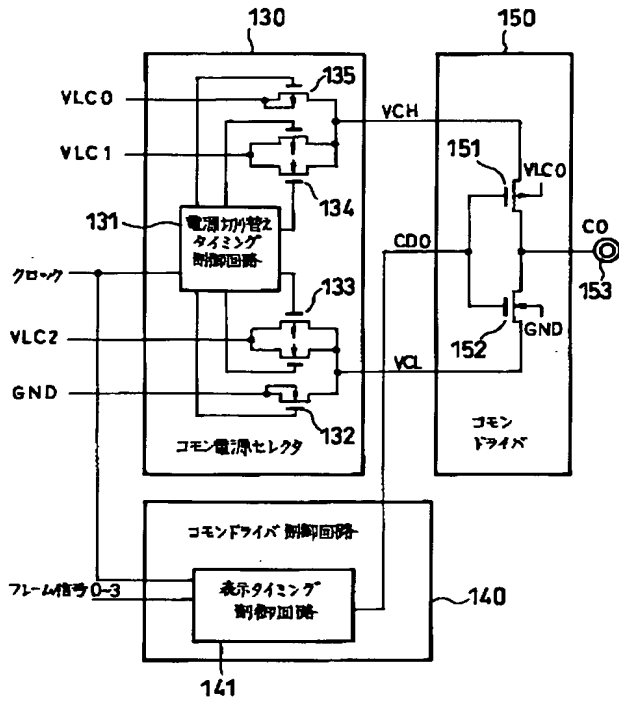 130
150
135
VLC0
VCH
151
VLC0
VLC1
134
131
電源切り替え
タイミング
制御回路
CD0
C0
153
クロック
133
VLC2
152
GND
VCL
GND
132
コモン電源セレクタ
コモン
ドライバ
コモンドライバ制御回路
フレーム信号0~3
表示タイミング
制御回路
140
141